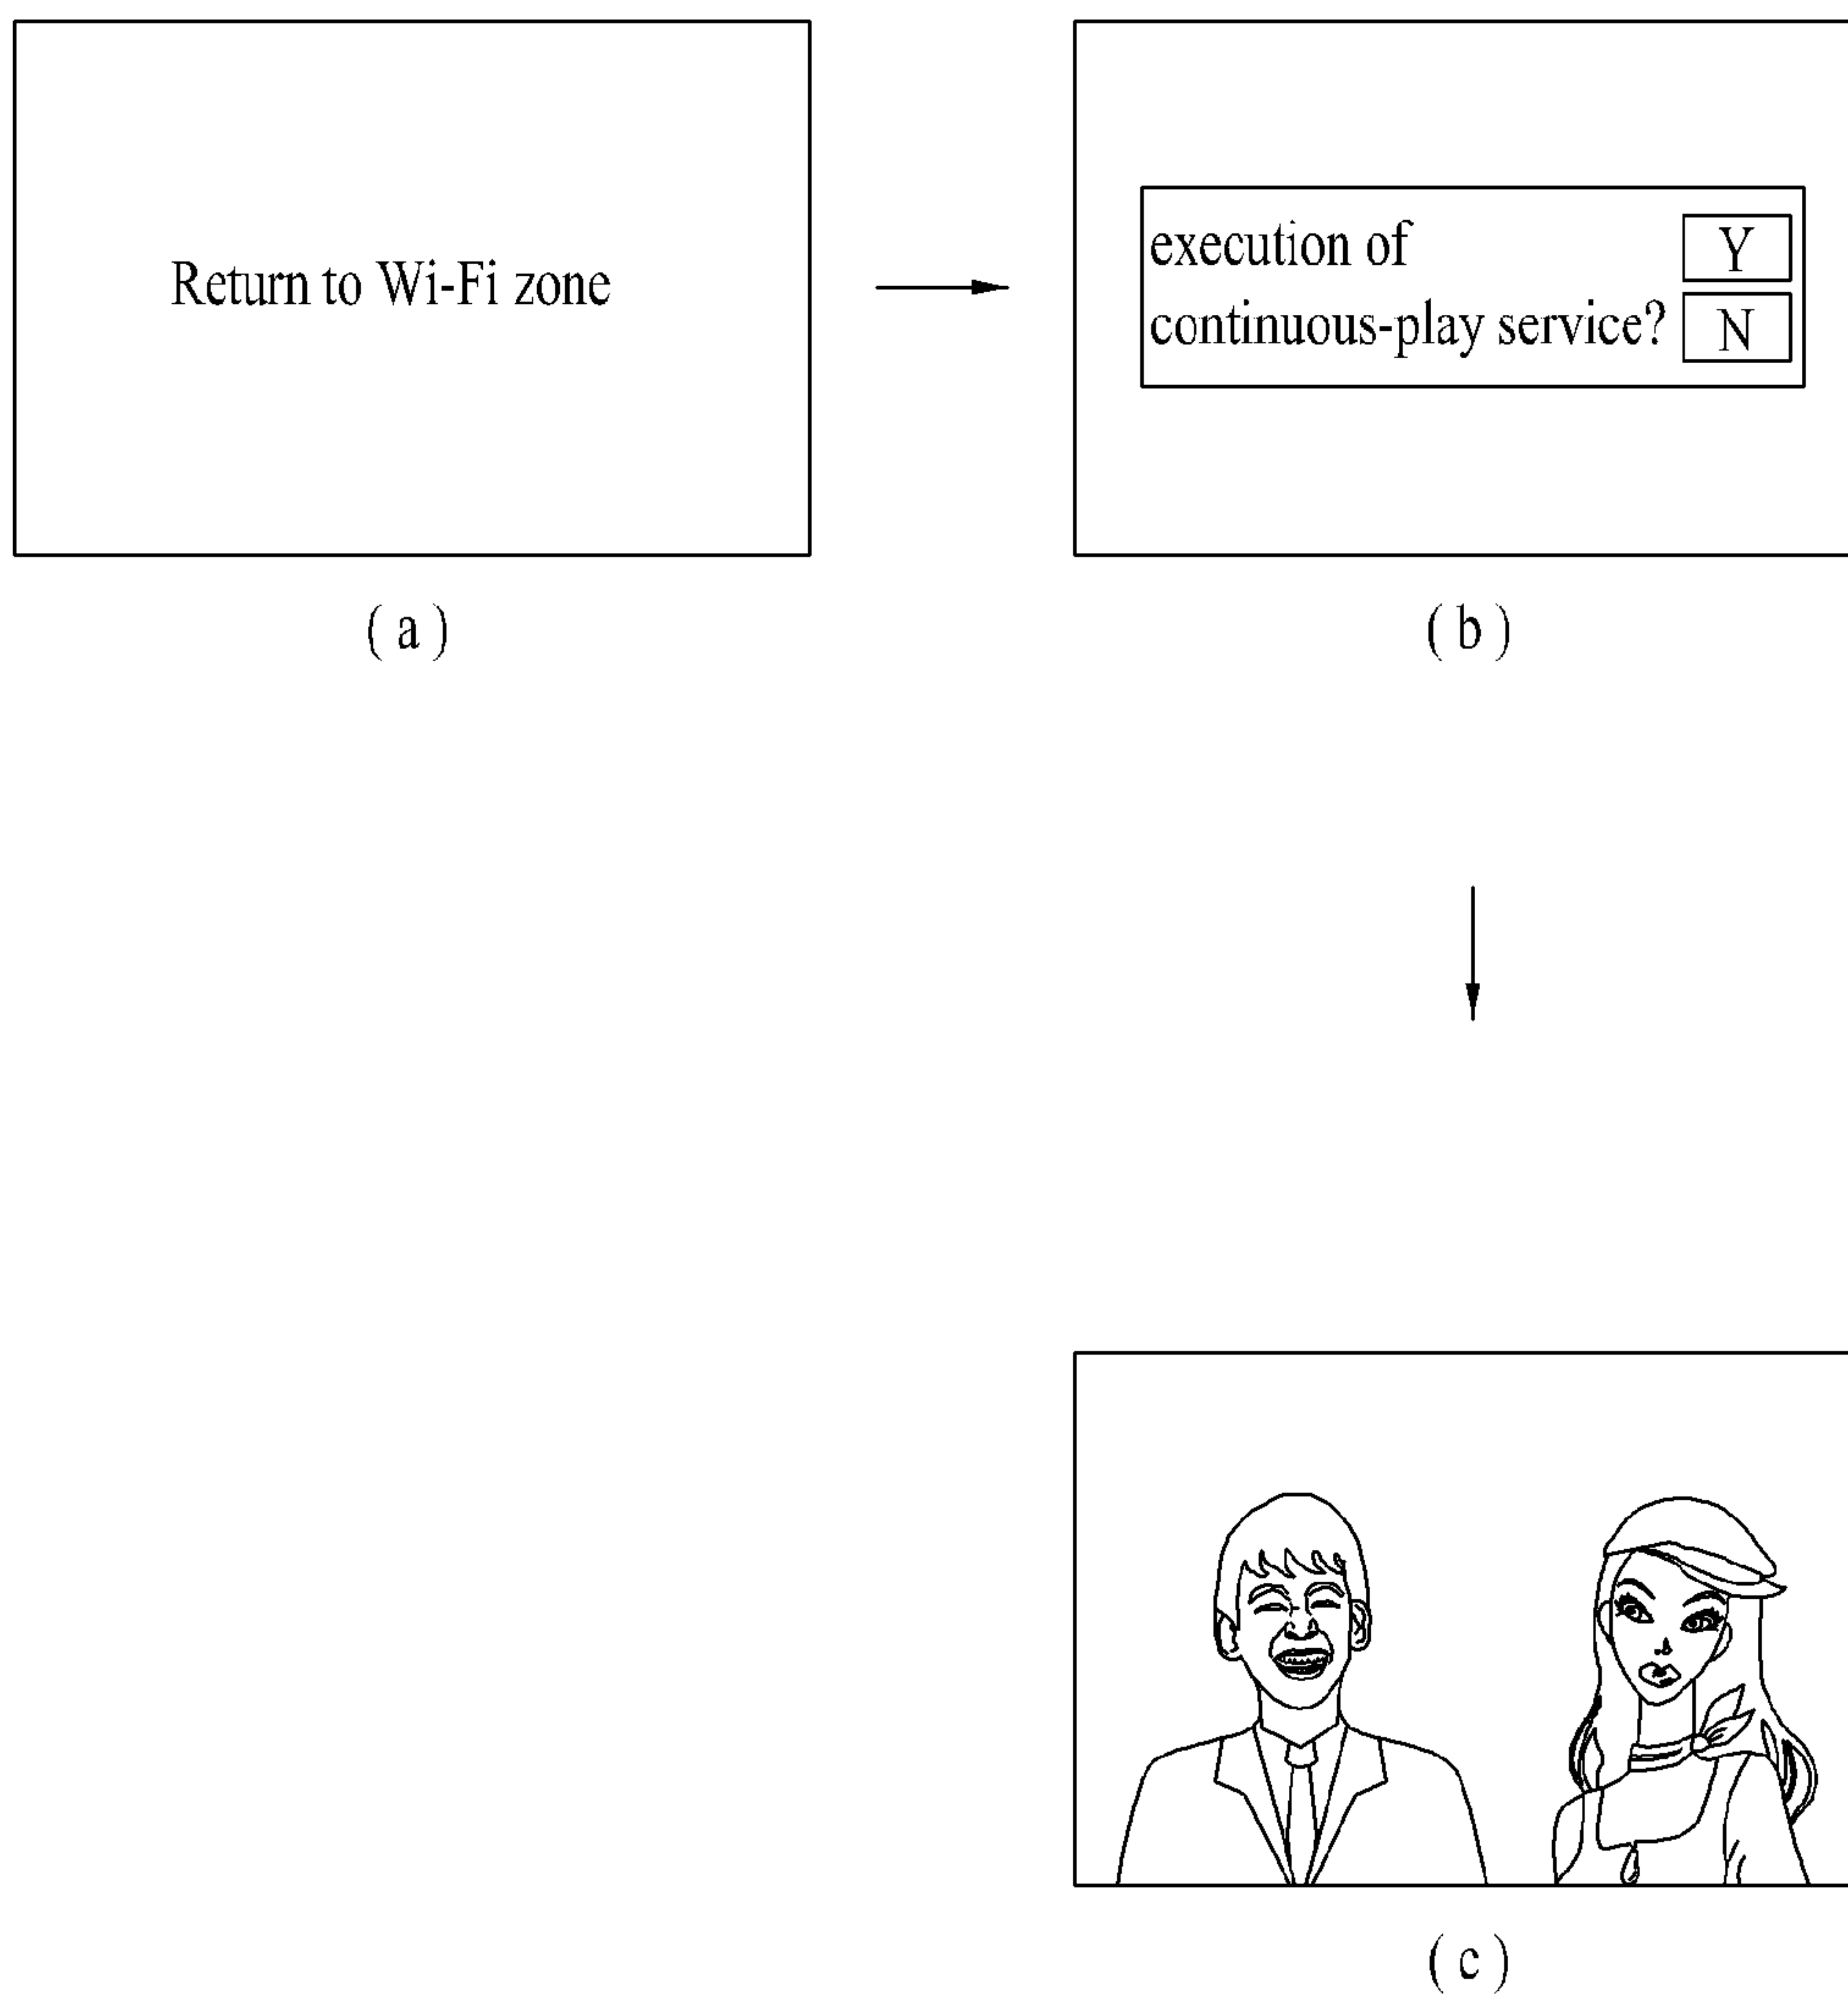 Return to Wi-Fi zone
execution of
continuous-play service?
Y
N
(a)
(b)
(c)